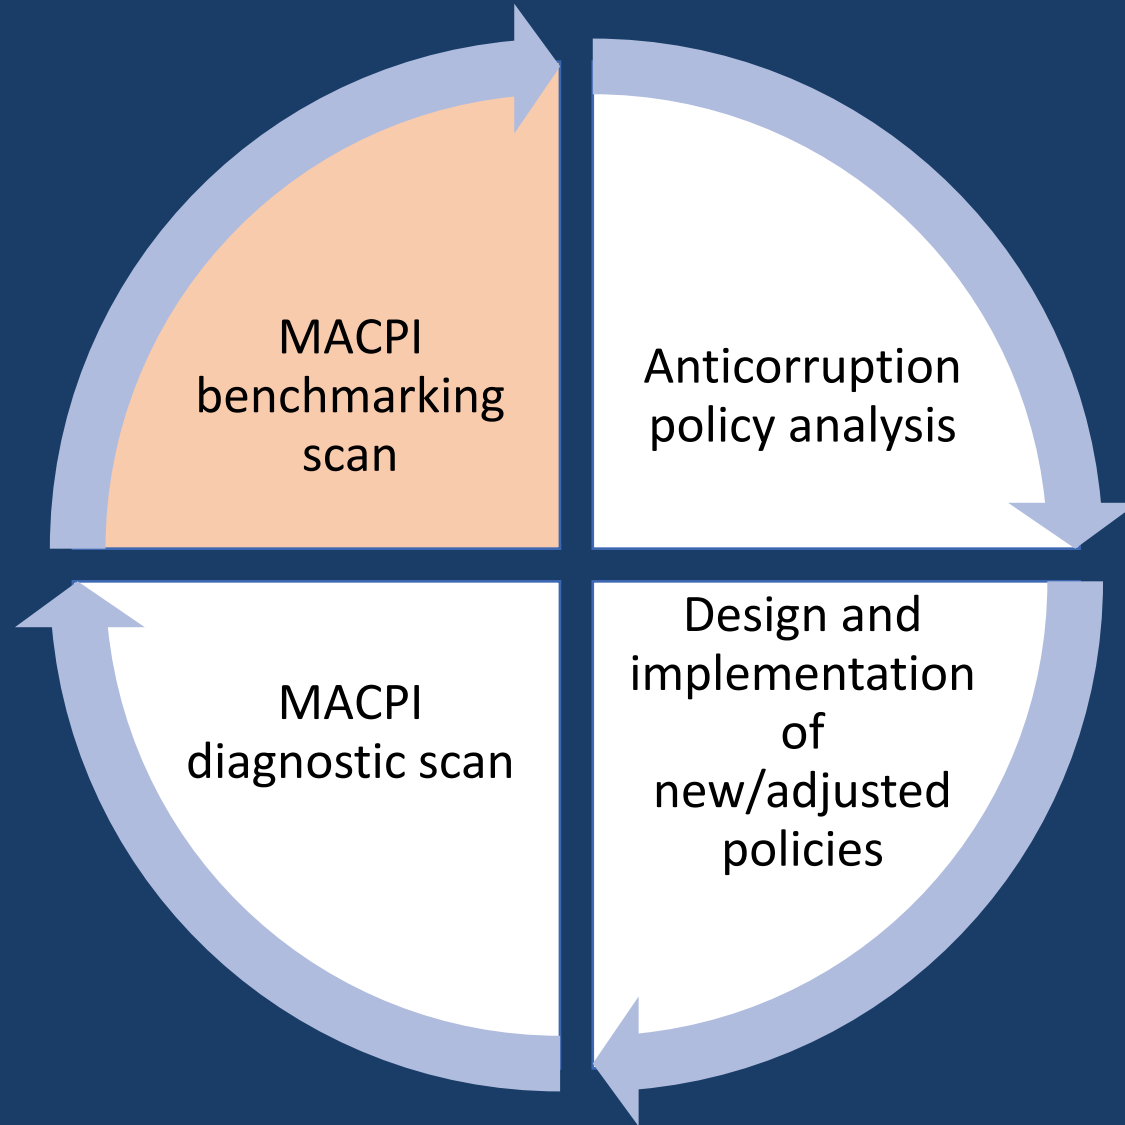 MACPI
benchmarking
scan
Anticorruption
policy analysis
Design and
implementation
of
new/adjusted
policies
MACPI
diagnostic scan